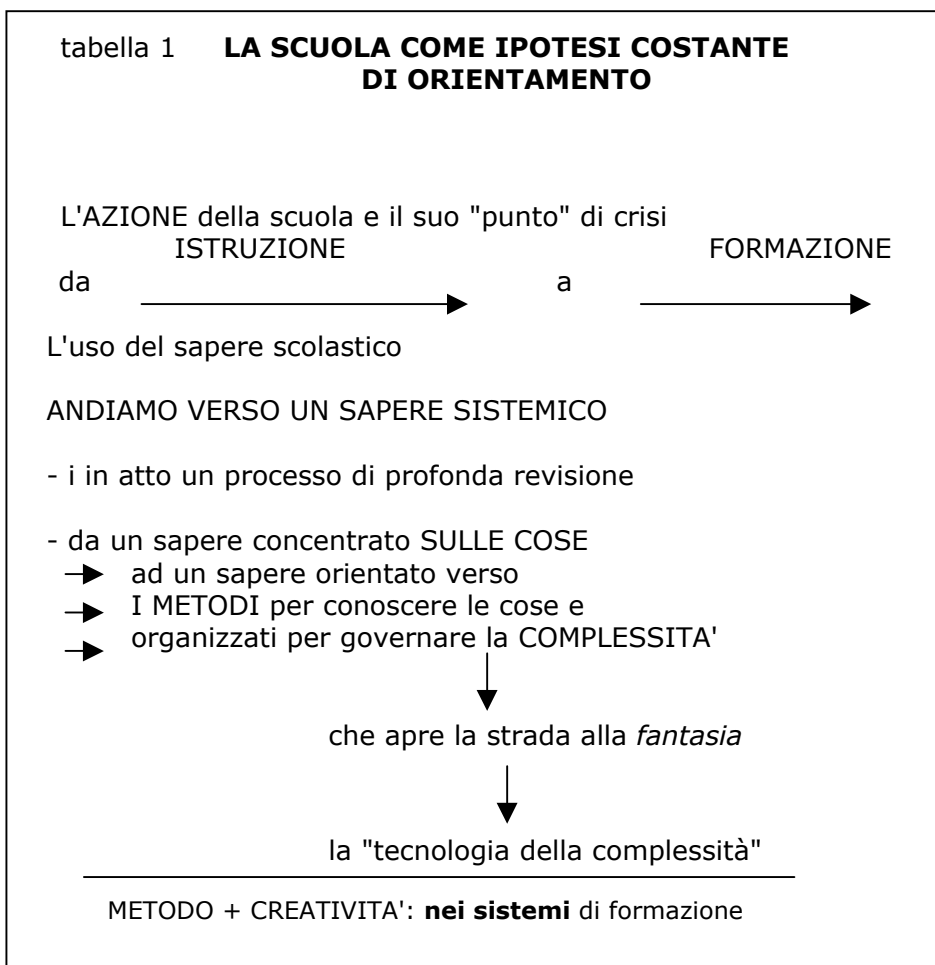 tabella 1 LA SCUOLA COME IPOTESI COSTANTE
DI ORIENTAMENTO
L'AZIONE della scuola e il suo "punto" di crisi
ISTRUZIONE FORMAZIONE
da a
L'uso del sapere scolastico
ANDIAMO VERSO UN SAPERE SISTEMICO
- i in atto un processo di profonda revisione
- da un sapere concentrato SULLE COSE
ad un sapere orientato verso
I METODI per conoscere le cose e
organizzati per governare la COMPLESSITA'
che apre la strada alla fantasia
la "tecnologia della complessità"
METODO + CREATIVITA': nei sistemi di formazione